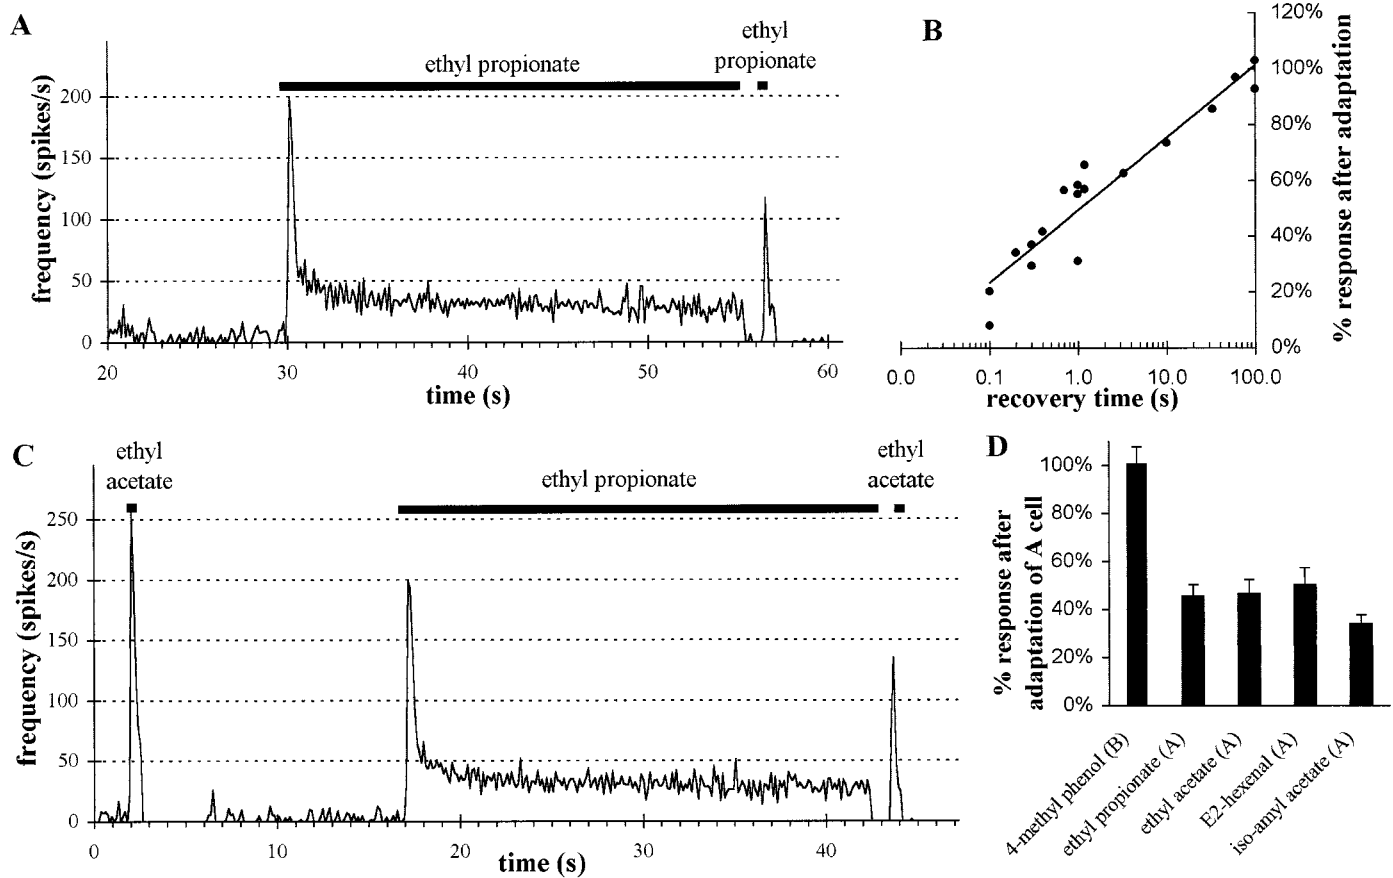 A
ethyl propionate
ethyl
propionate
frequency (spikes/s)
200
150
100
50
0
20
30
40
50
60
time (s)
B
120%
100%
80%
60%
40%
20%
0%
% response after adaptation
0.0
0.1
1.0
10.0
100.0
recovery time (s)
C
ethyl
acetate
ethyl propionate
ethyl
acetate
frequency (spikes/s)
250
200
150
100
50
0
0
10
20
30
40
time (s)
D
% response after
adaptation of A cell
100%
80%
60%
40%
20%
0%
4-methyl phenol (B)
ethyl propionate (A)
ethyl acetate (A)
E2-hexenal (A)
iso-amyl acetate (A)